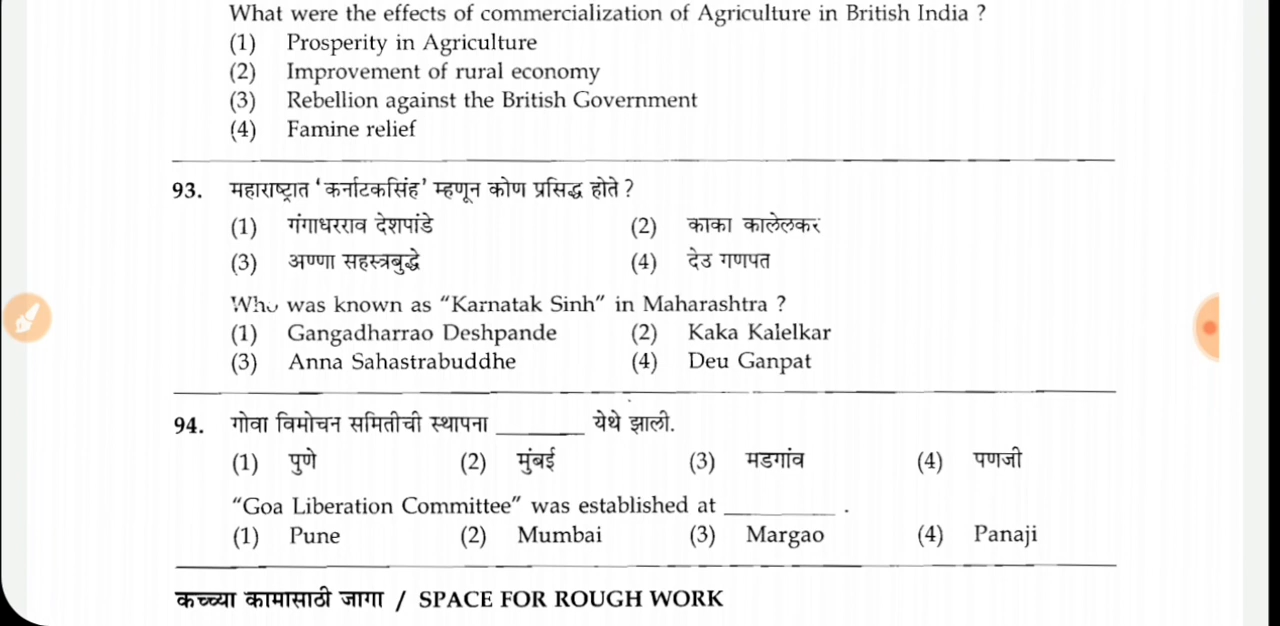 What were the effects of commercialization of Agriculture in British India ?
(1) Prosperity in Agriculture
(2) Improvement of rural economy
(3) Rebellion against the British Government
(4) Famine relief
93. महाराष्ट्रात ‘कर्नाटकसिंह’ म्हणून कोण प्रसिद्ध होते ?
(1) गंगाधरराव देशपांडे (2) काका कालेलकर
(3) अण्णा सहस्त्रबुद्धे (4) देउ गणपत
Who was known as “Karnatak Sinh” in Maharashtra ?
(1) Gangadharrao Deshpande (2) Kaka Kalelkar
(3) Anna Sahastrabuddhe (4) Deu Ganpat
94. गोवा विमोचन समितीची स्थापना ________ येथे झाली.
(1) पुणे (2) मुंबई (3) मडगांव (4) पणजी
“Goa Liberation Committee” was established at __________ .
(1) Pune (2) Mumbai (3) Margao (4) Panaji
कच्च्या कामासाठी जागा / SPACE FOR ROUGH WORK